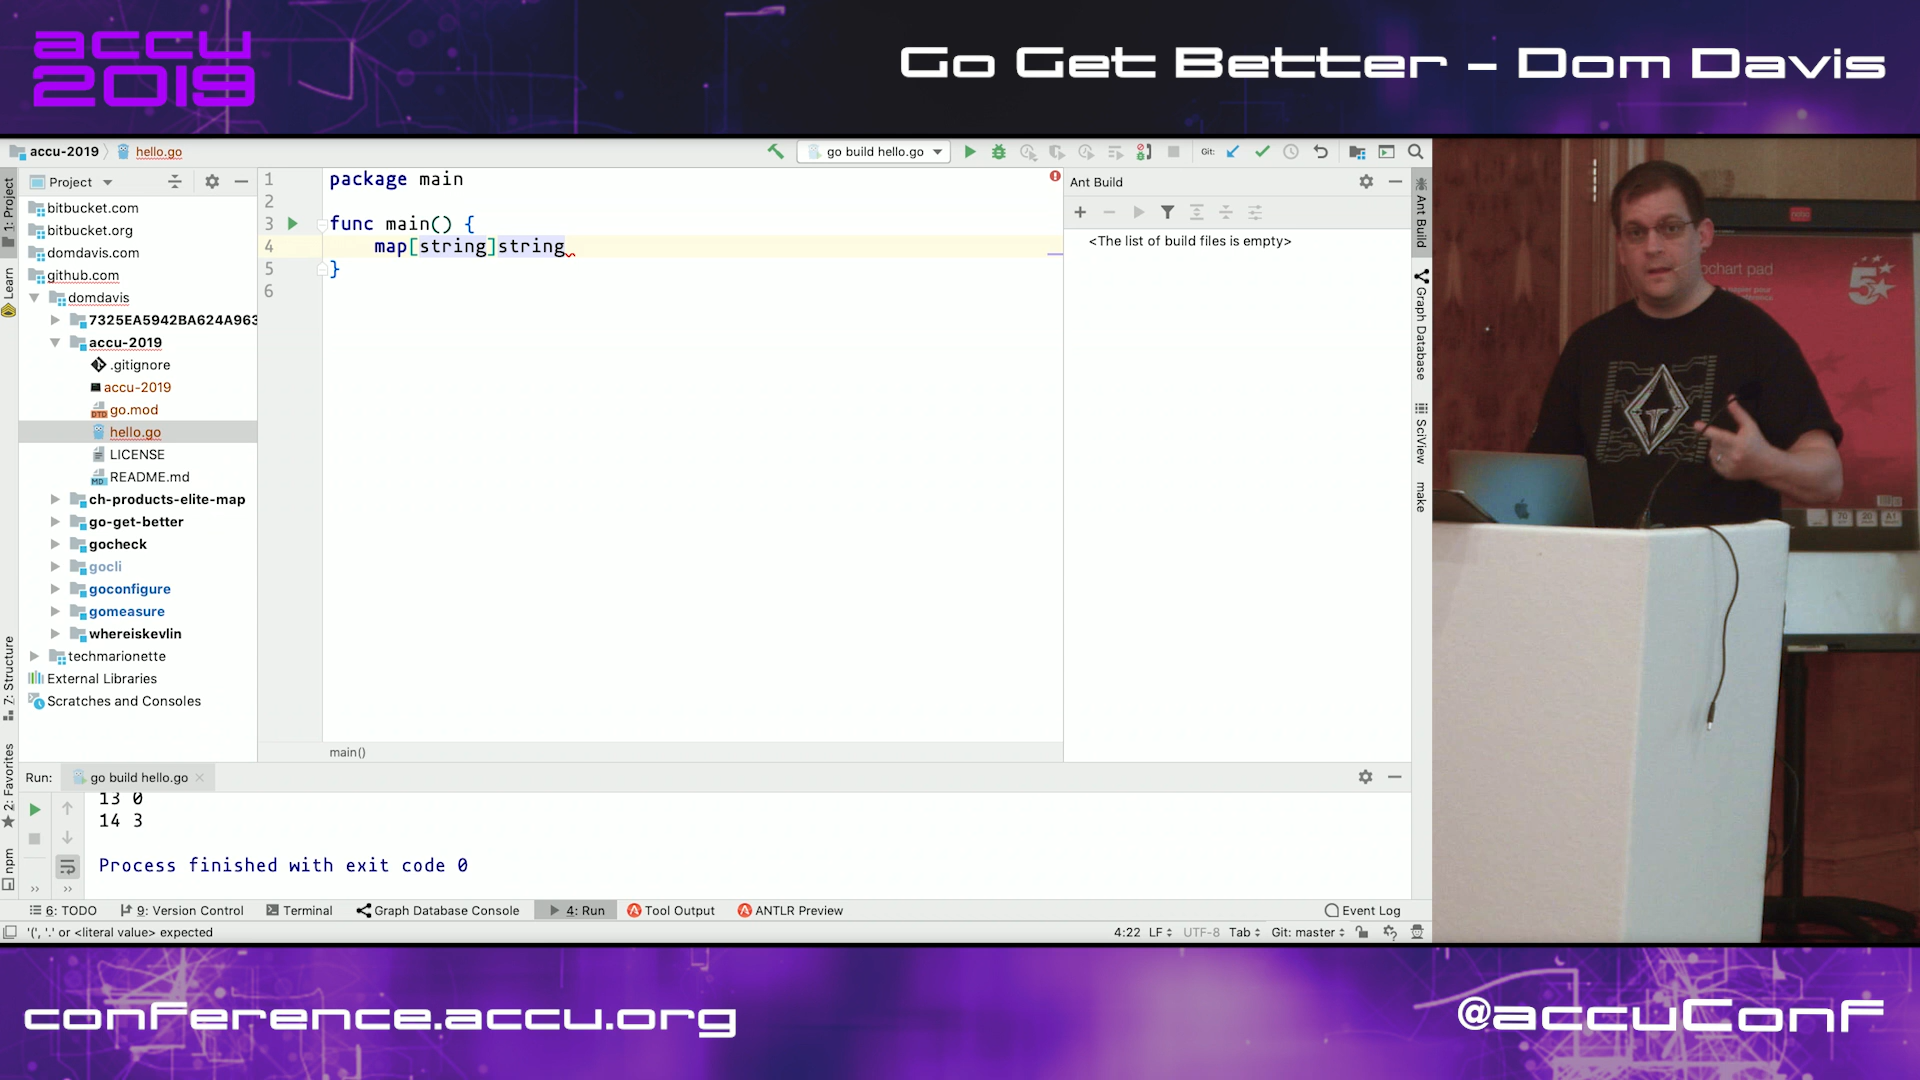 accu
2019
Go Get Better - Dom Davis
accu-2019
hello.go
go build hello.go
Git:
1: Project
Learn
7: Structure
2: Favorites
npm
Project
bitbucket.com
bitbucket.org
domdavis.com
github.com
domdavis
7325EA5942BA624A963
accu-2019
.gitignore
accu-2019
go.mod
hello.go
LICENSE
README.md
ch-products-elite-map
go-get-better
gocheck
gocli
goconfigure
gomeasure
whereiskevlin
techmarionette
External Libraries
Scratches and Consoles
1 package main
2
3 func main() {
4 map[string]string
5 }
6
main()
Ant Build
<The list of build files is empty>
Ant Build
Graph Database
SciView
make
Run:
go build hello.go
13 0
14 3
Process finished with exit code 0
6: TODO
9: Version Control
Terminal
Graph Database Console
4: Run
Tool Output
ANTLR Preview
Event Log
'(', '.' or <literal value> expected
4:22 LF UTF-8 Tab Git: master
nobo
5
70 20 A1
conference.accu.org
@accuConf